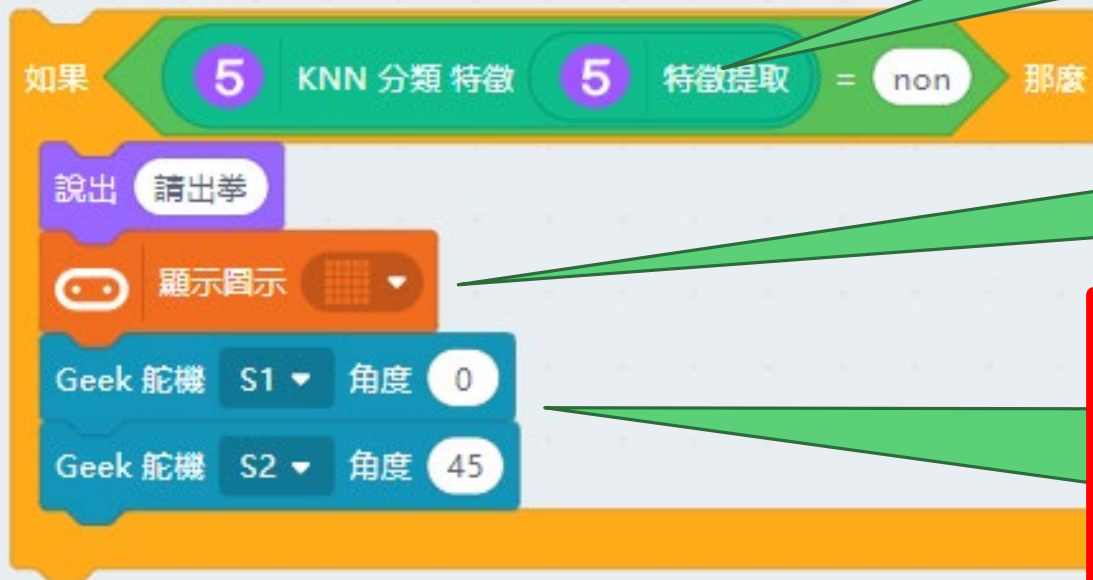 如果 5 KNN 分類 特徵 5 特徵提取 = non 那麼
說出 請出拳
顯示圖示
Geek 舵機 S1 角度 0
Geek 舵機 S2 角度 45